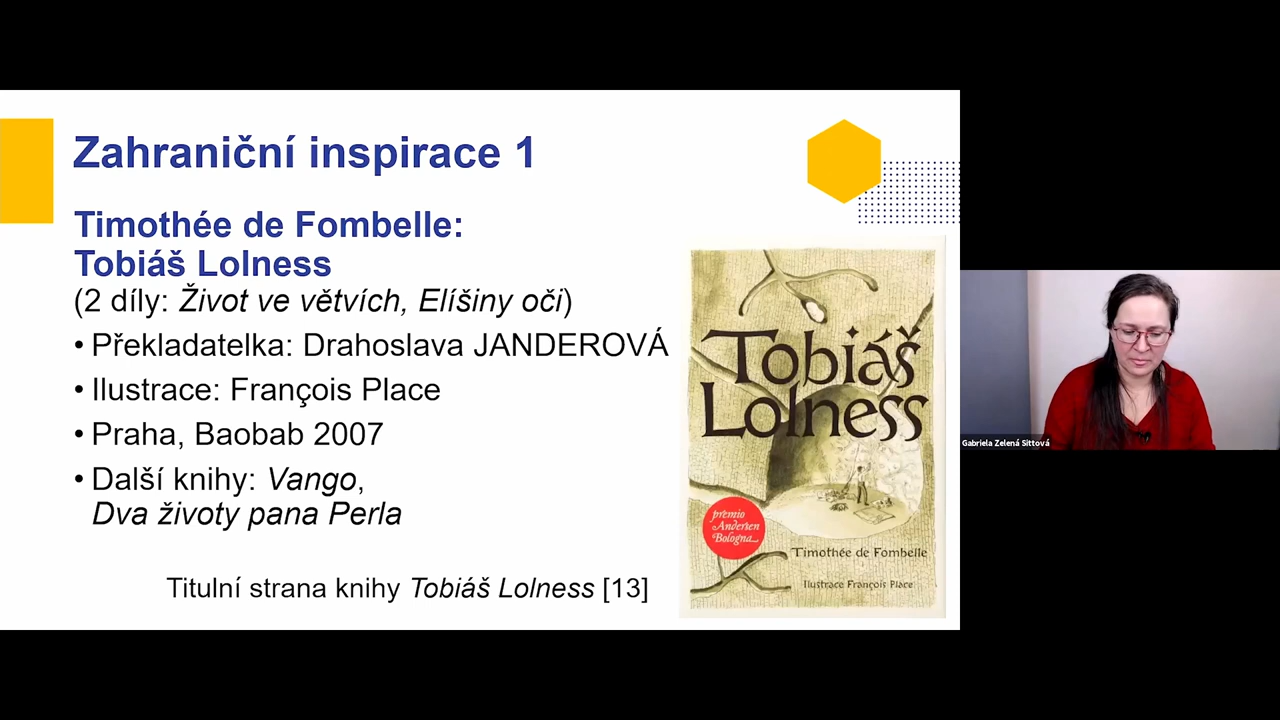 Zahraniční inspirace 1
Timothée de Fombelle:
Tobiáš Lolness
(2 díly: Život ve větvích, Elíšiny oči)
• Překladatelka: Drahoslava JANDEROVÁ
• Ilustrace: François Place
• Praha, Baobab 2007
• Další knihy: Vango,
Dva životy pana Perla
Titulní strana knihy Tobiáš Lolness [13]
Tobiáš
Lolness
premio
Andersen
Bologna
Timothée de Fombelle
Ilustrace François Place
Gabriela Zelená Sittová